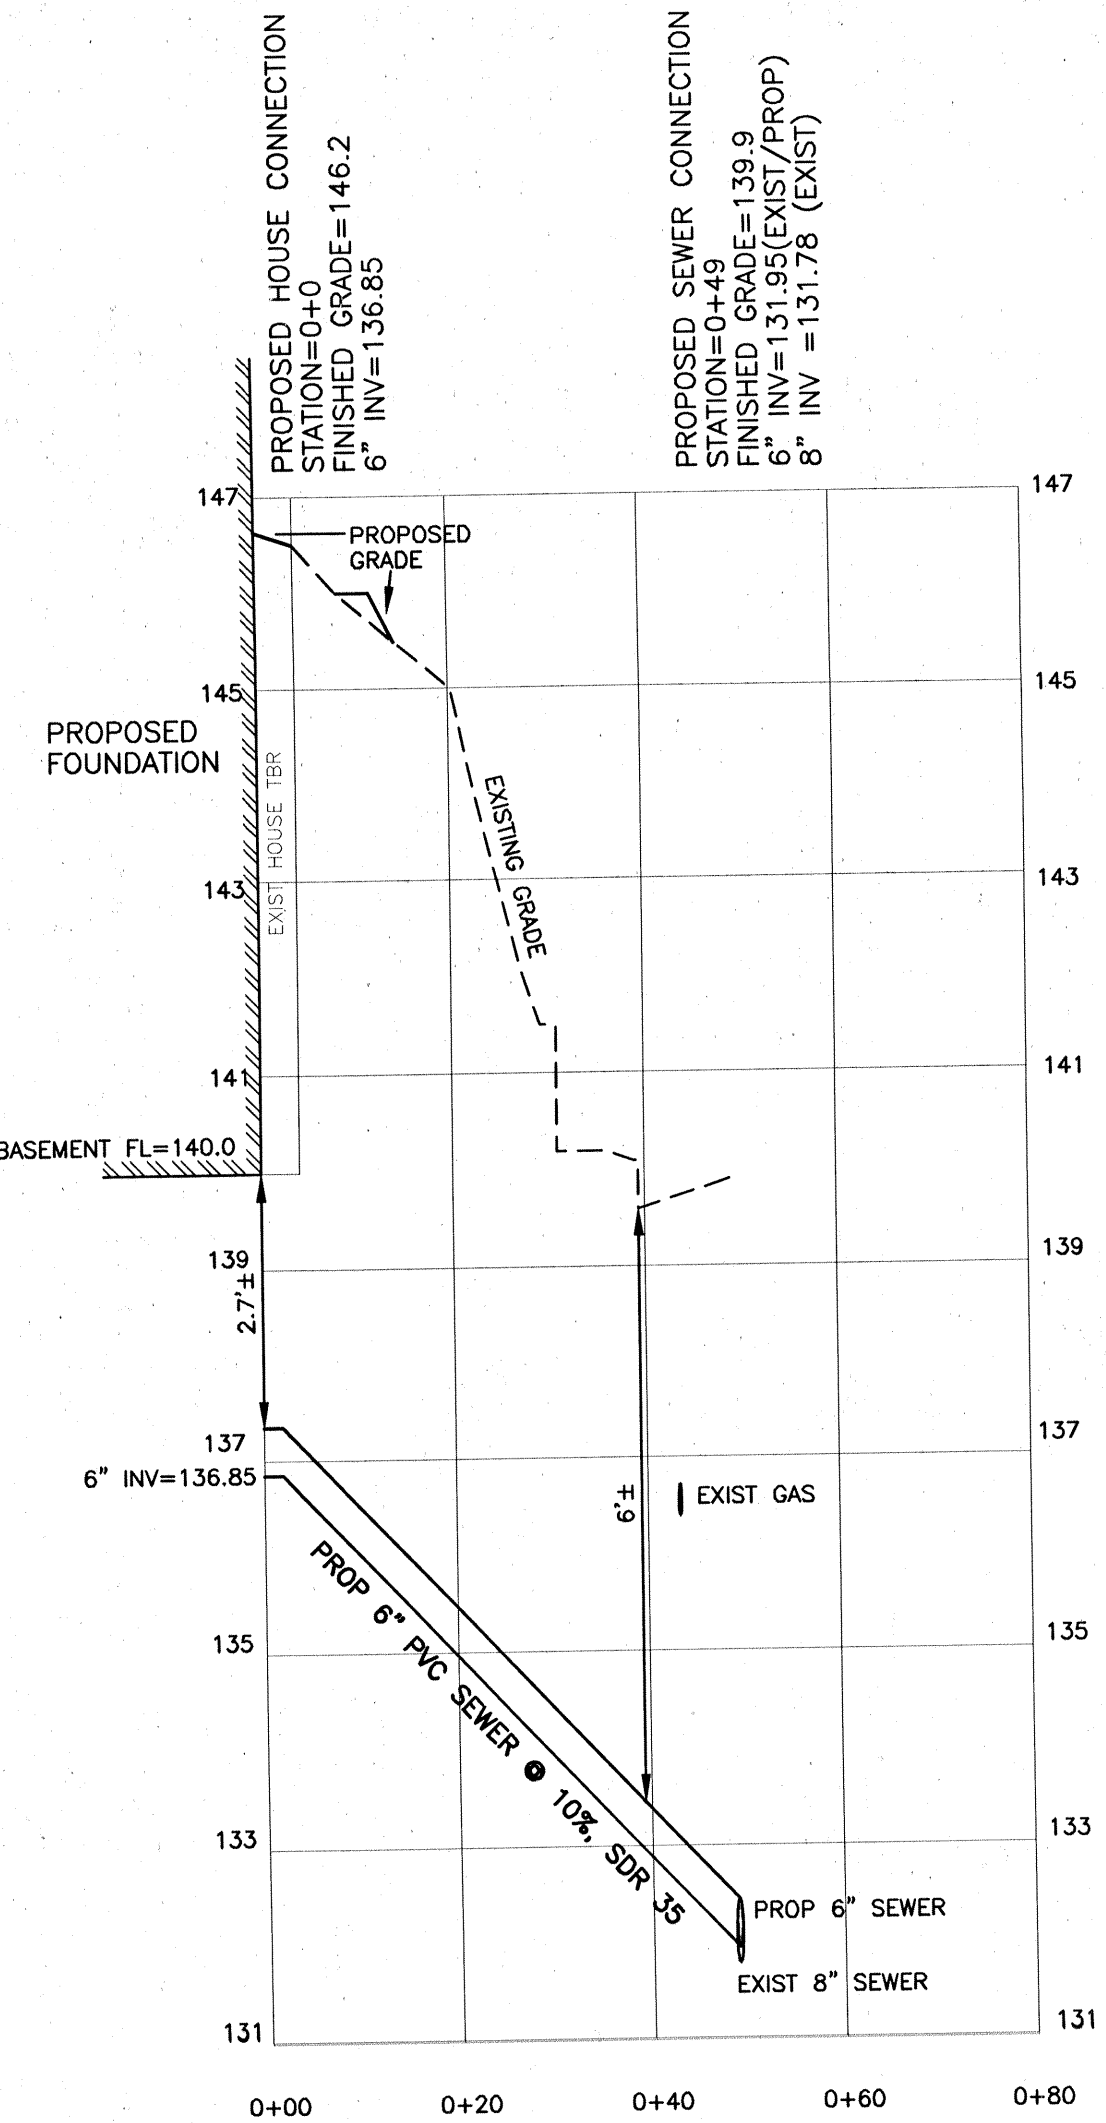 PROPOSED HOUSE CONNECTION
STATION=0+0
FINISHED GRADE=146.2
6" INV=136.85
PROPOSED SEWER CONNECTION
STATION=0+49
FINISHED GRADE=139.9
6" INV=131.95(EXIST/PROP)
8" INV =131.78 (EXIST)
147
147
PROPOSED
GRADE
145
145
PROPOSED
FOUNDATION
EXIST HOUSE TBR
EXISTING GRADE
143
143
141
141
BASEMENT FL=140.0
139
139
2.7'±
137
137
6" INV=136.85
6'±
EXIST GAS
PROP 6" PVC SEWER @ 10%, SDR 35
135
135
133
133
PROP 6" SEWER
EXIST 8" SEWER
131
131
0+00
0+20
0+40
0+60
0+80